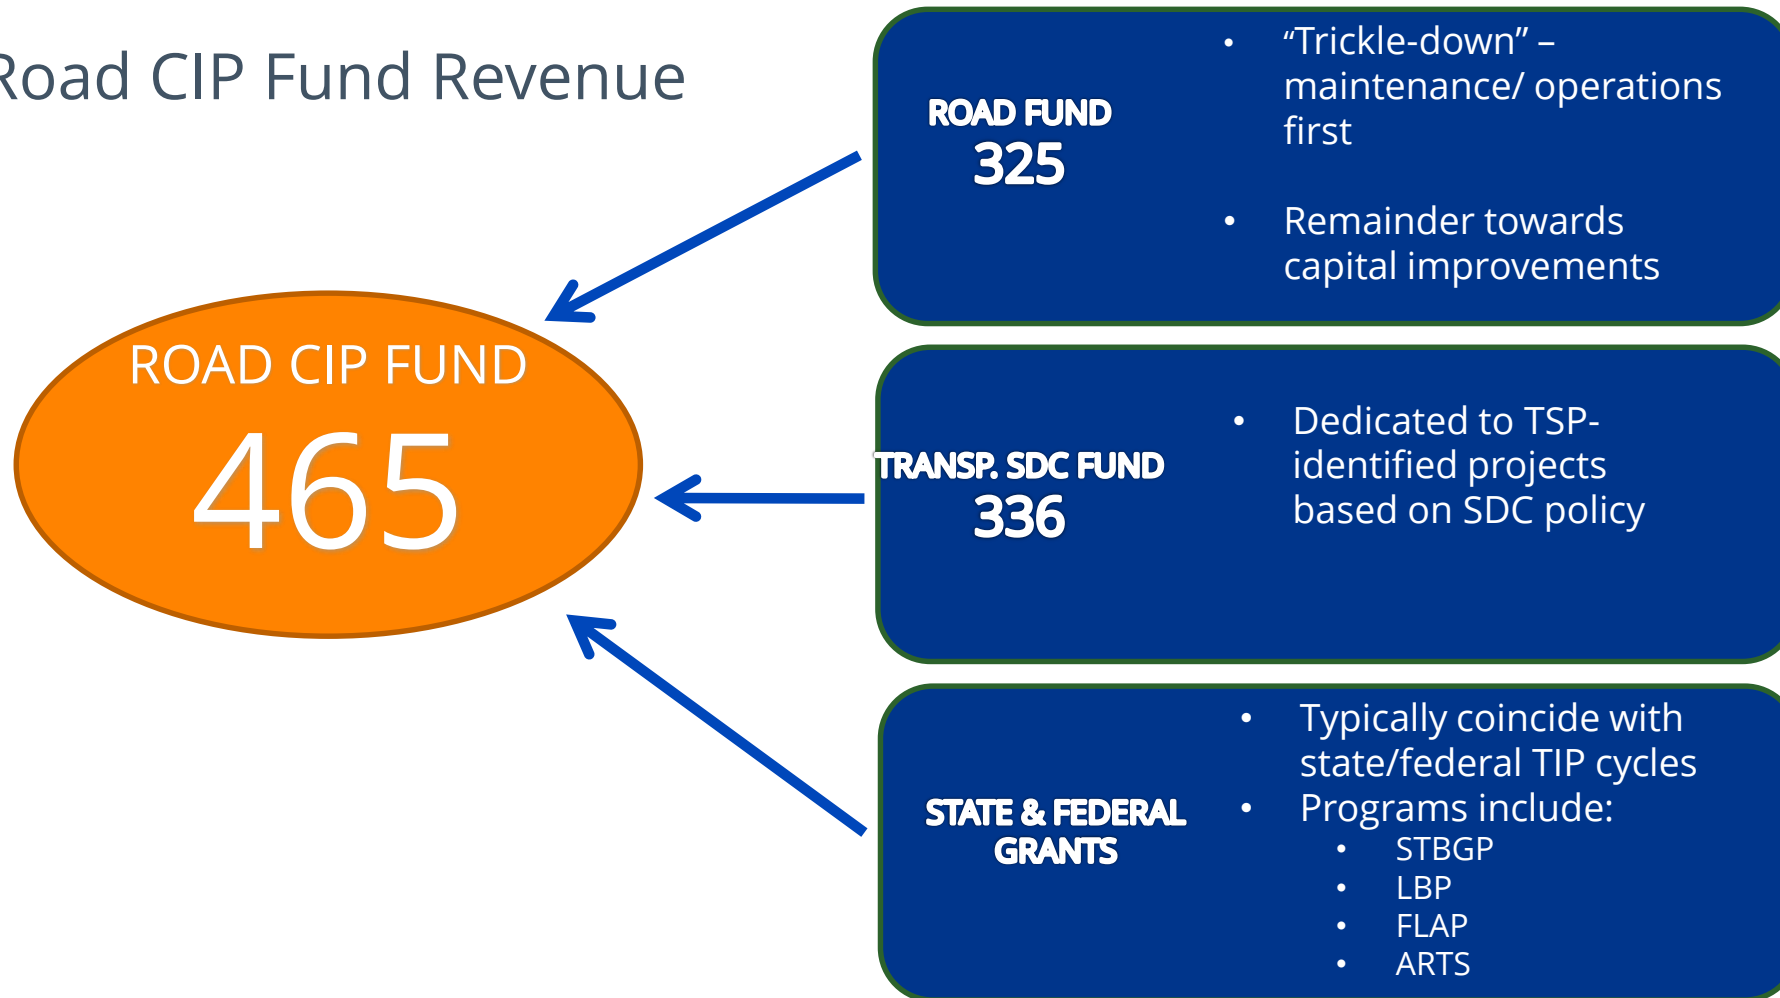 Road CIP Fund Revenue
ROAD CIP FUND
465
ROAD FUND
325
• “Trickle-down” –
maintenance/ operations
first
• Remainder towards
capital improvements
TRANSP. SDC FUND
336
• Dedicated to TSP-
identified projects
based on SDC policy
STATE & FEDERAL
GRANTS
• Typically coincide with
state/federal TIP cycles
• Programs include:
• STBGP
• LBP
• FLAP
• ARTS